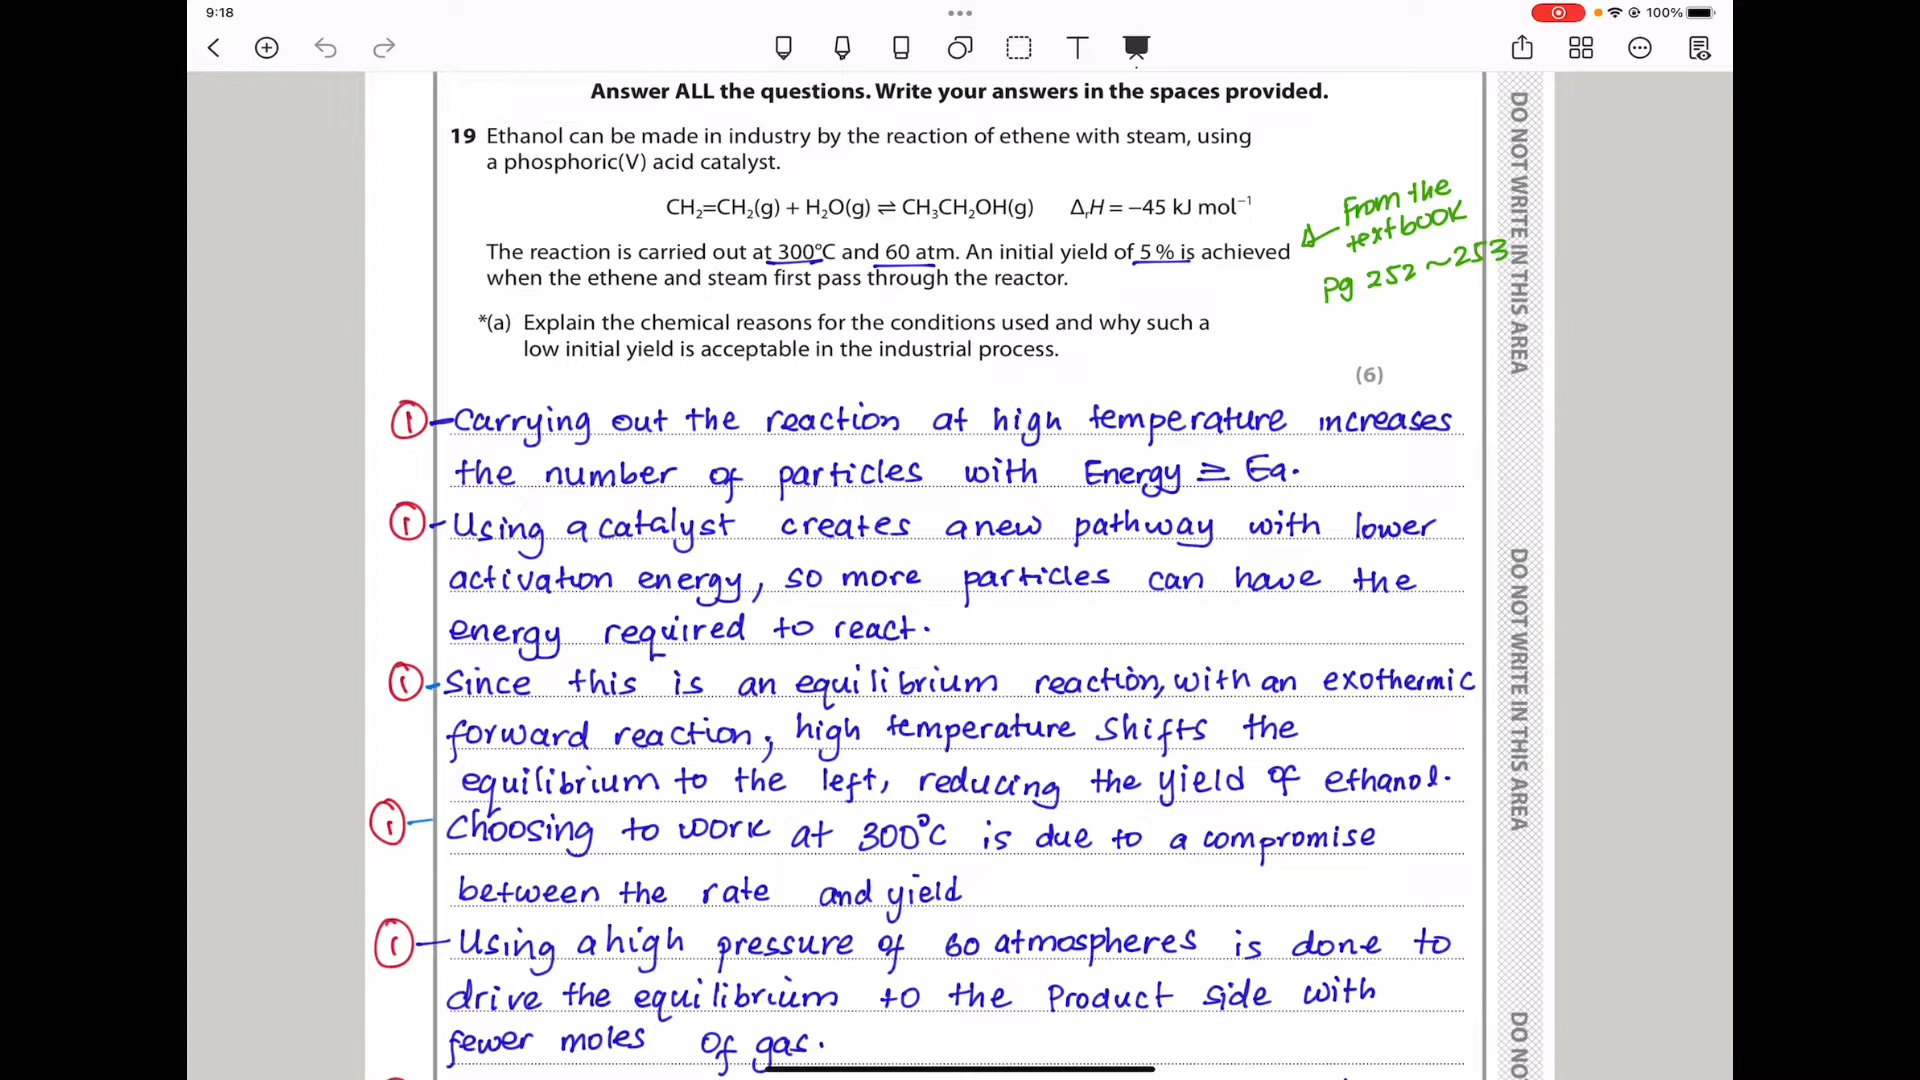 9:18
100%
Answer ALL the questions. Write your answers in the spaces provided.
19 Ethanol can be made in industry by the reaction of ethene with steam, using
a phosphoric(V) acid catalyst.
CH₂=CH₂(g) + H₂O(g) ⇌ CH₃CH₂OH(g) ΔᵣH = −45 kJ mol⁻¹
The reaction is carried out at 300°C and 60 atm. An initial yield of 5% is achieved
when the ethene and steam first pass through the reactor.
From the
textbook
Pg 252 ~ 253
*(a) Explain the chemical reasons for the conditions used and why such a
low initial yield is acceptable in the industrial process.
(6)
① Carrying out the reaction at high temperature increases
the number of particles with Energy ≥ Ea.
① Using a catalyst creates a new pathway with lower
activation energy, so more particles can have the
energy required to react.
① Since this is an equilibrium reaction, with an exothermic
forward reaction, high temperature shifts the
equilibrium to the left, reducing the yield of ethanol.
① Choosing to work at 300°C is due to a compromise
between the rate and yield
① Using a high pressure of 60 atmospheres is done to
drive the equilibrium to the product side with
fewer moles of gas.
DO NOT WRITE IN THIS AREA
DO NOT WRITE IN THIS AREA
DO NO